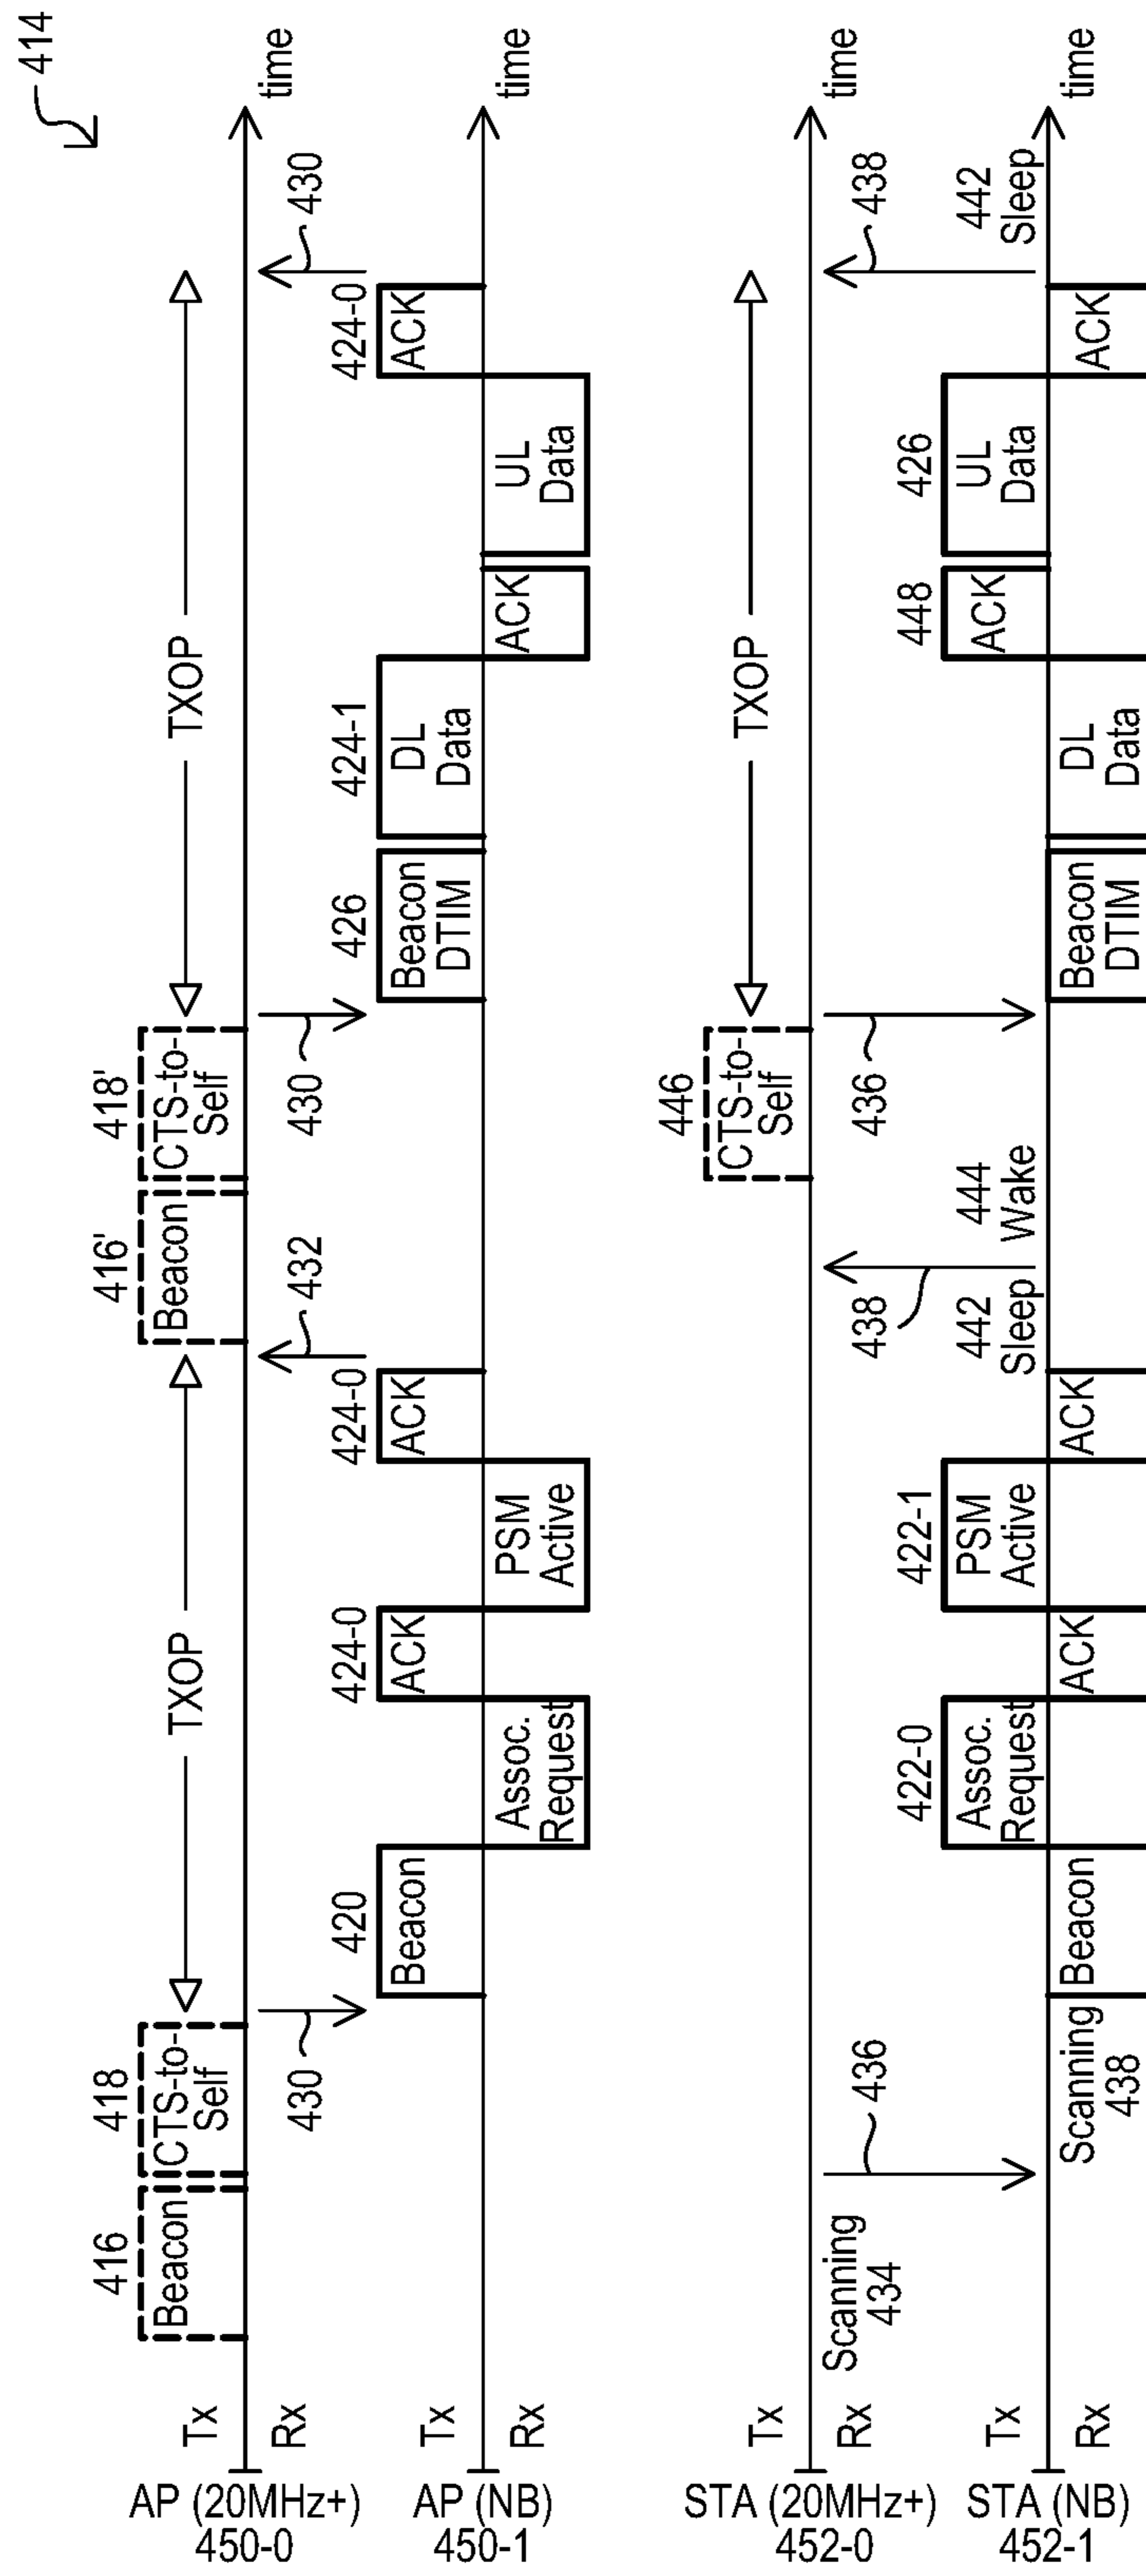 414
416
Beacon
418
CTS-to-
Self
TXOP
416'
Beacon
418'
CTS-to-
Self
TXOP
Tx
Rx
time
AP (20MHz+)
450-0
430
432
430
430
420
Beacon
Assoc.
Request
424-0
ACK
PSM
Active
424-0
ACK
426
Beacon
DTIM
424-1
DL
Data
ACK
UL
Data
424-0
ACK
Tx
Rx
time
AP (NB)
450-1
446
CTS-to-
Self
TXOP
Tx
Rx
time
STA (20MHz+)
452-0
Scanning
434
436
438
436
438
422-0
Assoc.
Request
422-1
PSM
Active
442
Sleep
444
Wake
448
ACK
426
UL
Data
442
Sleep
Tx
Rx
time
STA (NB)
452-1
Scanning
438
Beacon
ACK
ACK
Beacon
DTIM
DL
Data
ACK